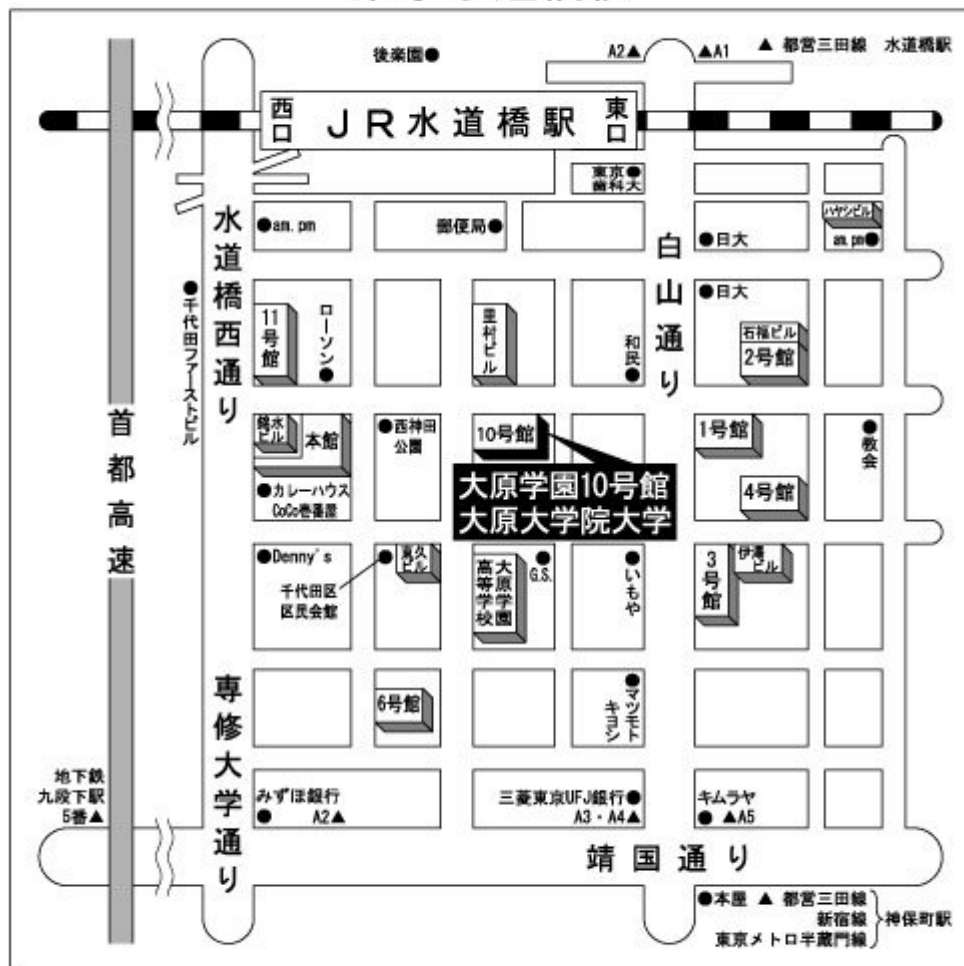 後楽園●
A2▲
▲A1
▲ 都営三田線 水道橋駅
西口
JR水道橋駅
東口
東京●
歯科大
水道橋西通り
●am.pm
郵便局●
白山通り
●日大
ハヤシビル
am.pm●
●千代田ファーストビル
11号館
ローソン●
里村ビル
和民●
●日大
石福ビル
2号館
首都高速
本館
●西神田
公園
10号館
1号館
●教会
大原学園10号館
大原大学院大学
4号館
●カレーハウス
CoCo壱番屋
●Denny's
千代田区
区民会館
大原学園
高等学校
●G.S.
●いもや
3号館
伊澤ビル
専修大学通り
6号館
●マツモト
キヨシ
地下鉄
九段下駅
5番▲
みずほ銀行
● A2▲
三菱東京UFJ銀行●
A3・A4▲
キムラヤ
● ▲A5
靖国通り
●本屋 ▲ 都営三田線
新宿線
東京メトロ半蔵門線
神保町駅